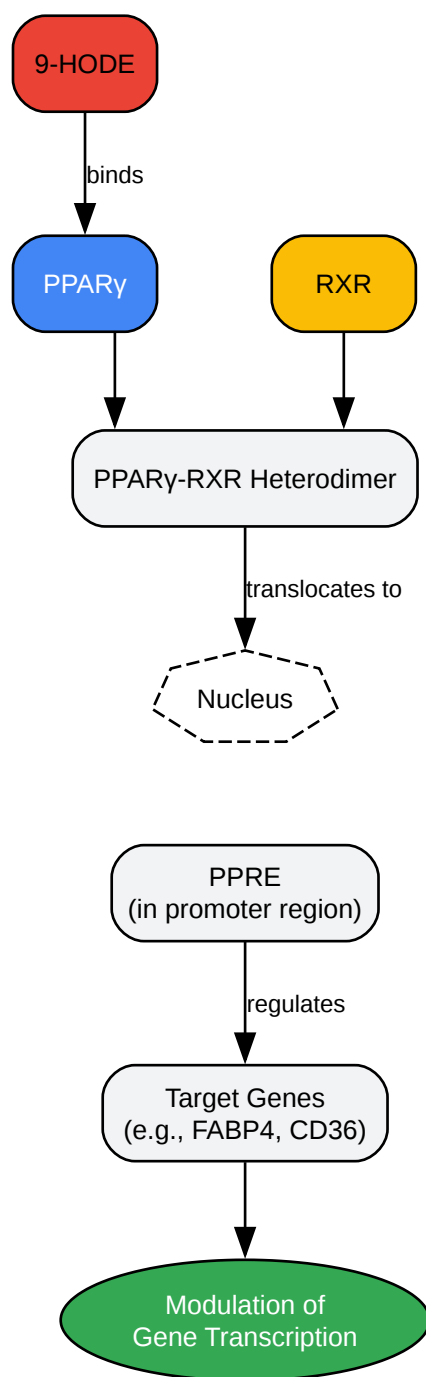 9-HODE
binds
PPARγ
RXR
PPARγ-RXR Heterodimer
translocates to
Nucleus
PPRE
(in promoter region)
regulates
Target Genes
(e.g., FABP4, CD36)
Modulation of
Gene Transcription